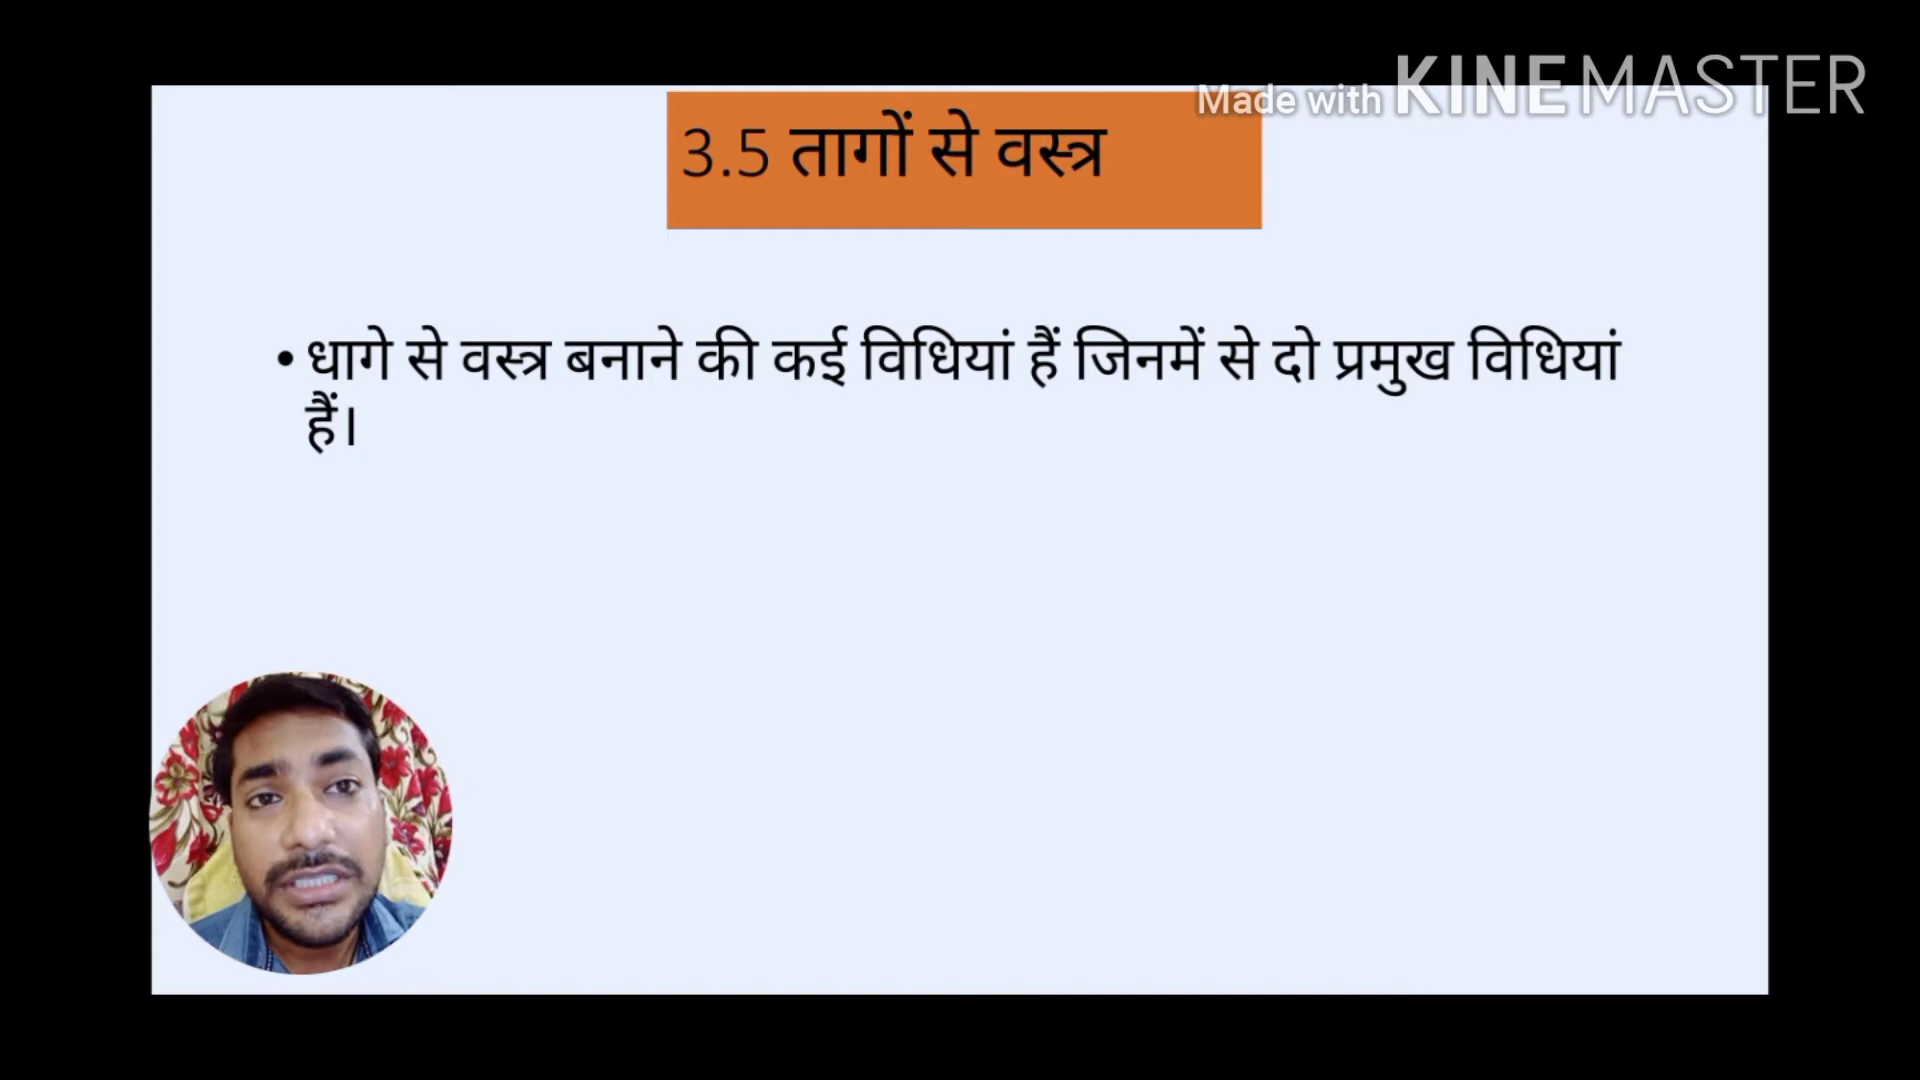 Made with KINEMASTER
3.5 तागों से वस्त्र
• धागे से वस्त्र बनाने की कई विधियां हैं जिनमें से दो प्रमुख विधियां
हैं।